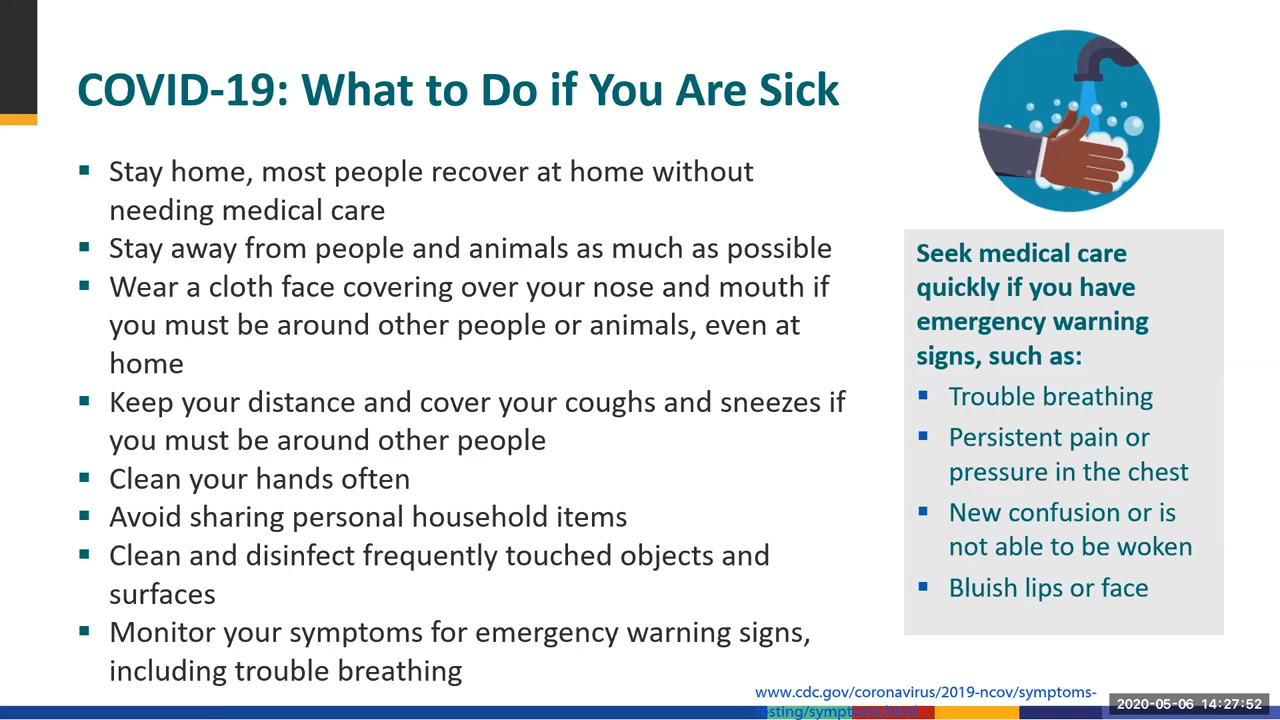 COVID-19: What to Do if You Are Sick
▪ Stay home, most people recover at home without
needing medical care
▪ Stay away from people and animals as much as possible
▪ Wear a cloth face covering over your nose and mouth if
you must be around other people or animals, even at
home
▪ Keep your distance and cover your coughs and sneezes if
you must be around other people
▪ Clean your hands often
▪ Avoid sharing personal household items
▪ Clean and disinfect frequently touched objects and
surfaces
▪ Monitor your symptoms for emergency warning signs,
including trouble breathing
Seek medical care
quickly if you have
emergency warning
signs, such as:
▪ Trouble breathing
▪ Persistent pain or
pressure in the chest
▪ New confusion or is
not able to be woken
▪ Bluish lips or face
www.cdc.gov/coronavirus/2019-ncov/symptoms-
testing/symptoms.html
2020-05-06 14:27:52